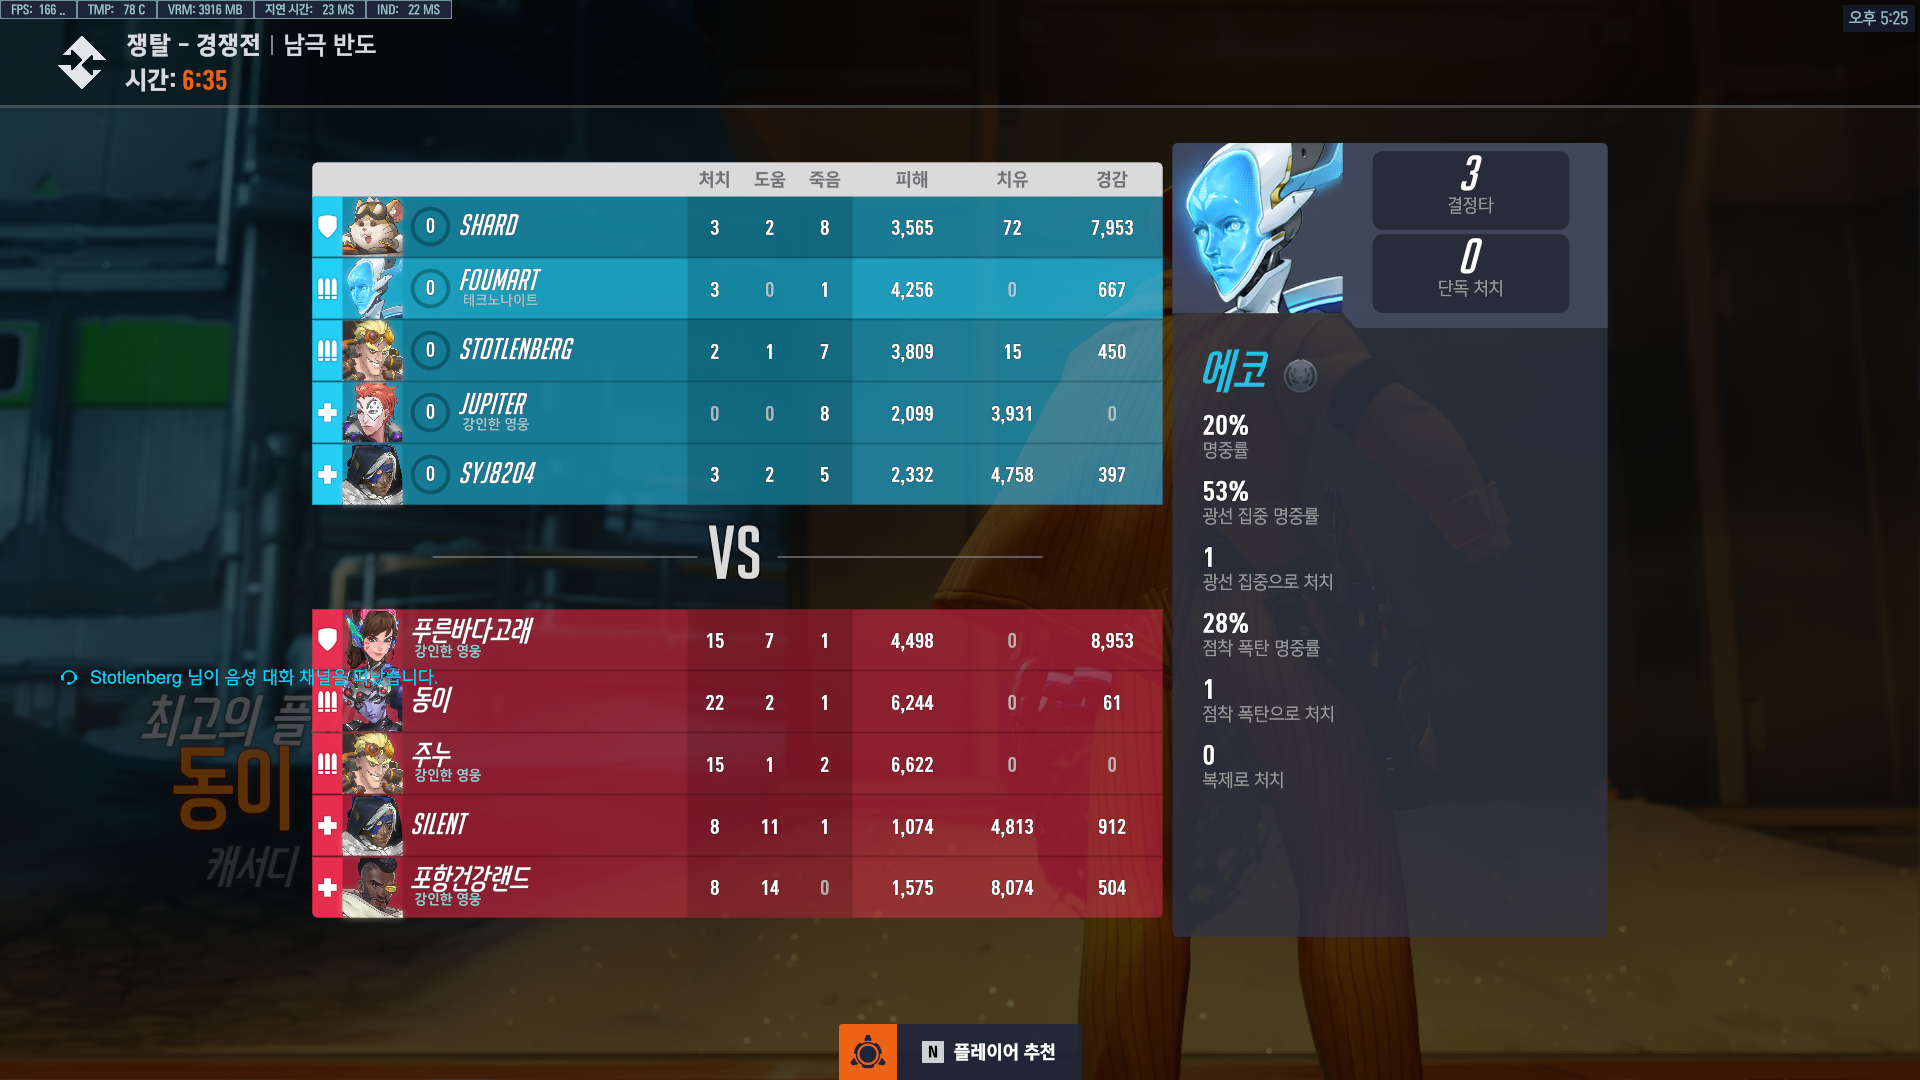 FPS: 166 .. TMP: 78 C VRM: 3916 MB 지연 시간: 23 MS IND: 22 MS
오후 5:25
쟁탈 - 경쟁전 | 남극 반도
시간: 6:35
처치 도움 죽음 피해 치유 경감
0 SHARD 3 2 8 3,565 72 7,953
0 FOUMART 3 0 1 4,256 0 667
테크노나이트
0 STOTLENBERG 2 1 7 3,809 15 450
0 JUPITER 0 0 8 2,099 3,931 0
강인한 영웅
0 SYJ8204 3 2 5 2,332 4,758 397
VS
푸른바다고래 15 7 1 4,498 0 8,953
강인한 영웅
Stotlenberg 님이 음성 대화 채널을 떠났습니다.
동이 22 2 1 6,244 0 61
주누 15 1 2 6,622 0 0
강인한 영웅
SILENT 8 11 1 1,074 4,813 912
포항건강랜드 8 14 0 1,575 8,074 504
강인한 영웅
최고의 플
동이
캐서디
3
결정타
0
단독 처치
에코
20%
명중률
53%
광선 집중 명중률
1
광선 집중으로 처치
28%
점착 폭탄 명중률
1
점착 폭탄으로 처치
0
복제로 처치
N 플레이어 추천